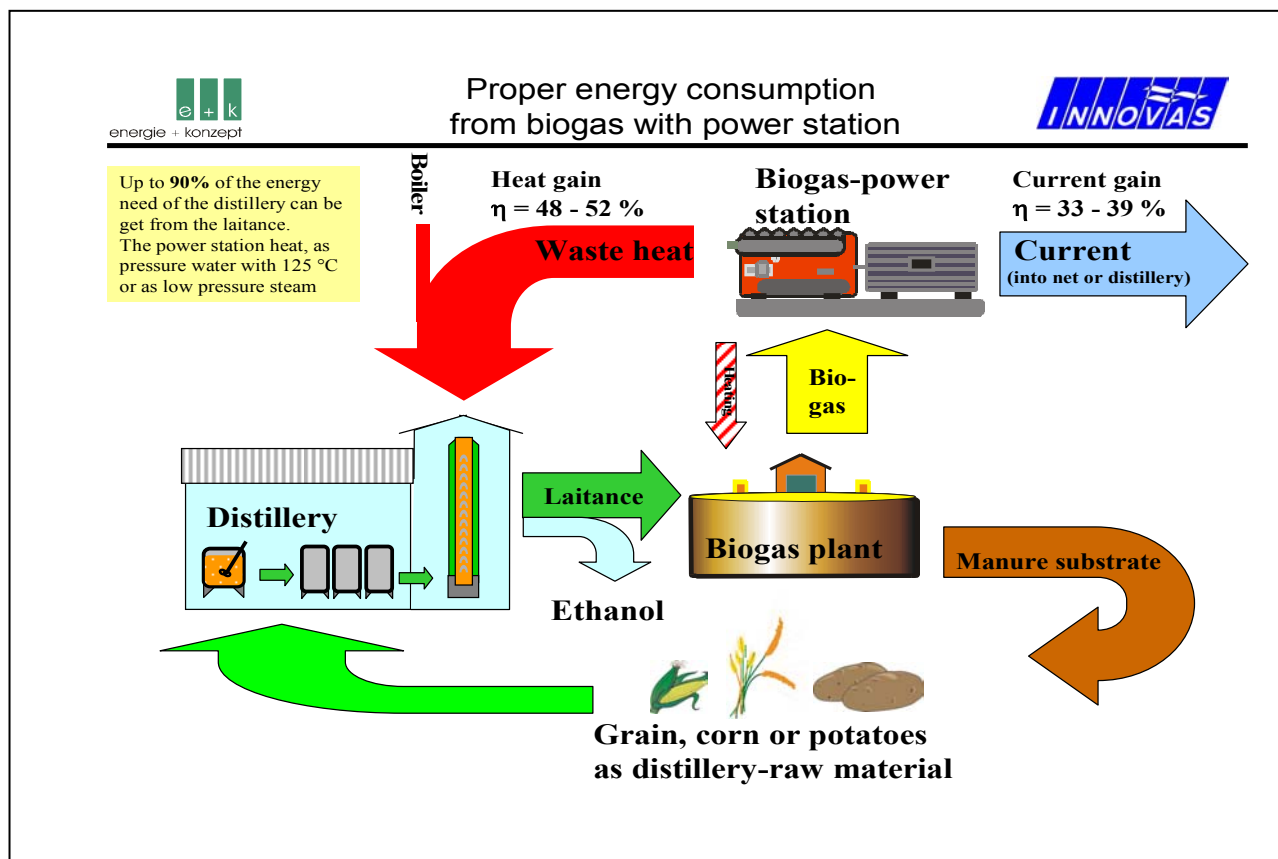 e + k
energie + konzept
Proper energy consumption
from biogas with power station
INNOVAS
Up to 90% of the energy
need of the distillery can be
get from the laitance.
The power station heat, as
pressure water with 125 °C
or as low pressure steam
Boiler
Heat gain
η = 48 - 52 %
Waste heat
Biogas-power
station
Current gain
η = 33 - 39 %
Current
(into net or distillery)
Heating
Bio-
gas
Distillery
Laitance
Ethanol
Biogas plant
Manure substrate
Grain, corn or potatoes
as distillery-raw material